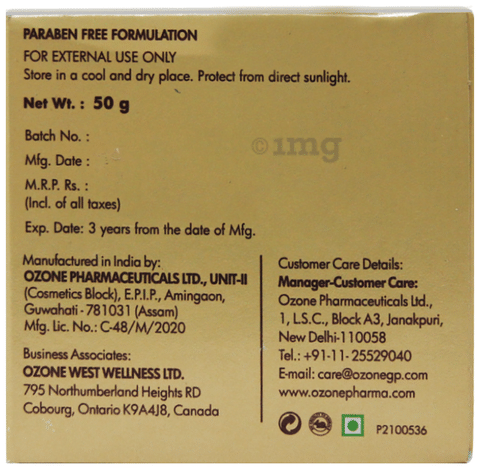 PARABEN FREE FORMULATION
FOR EXTERNAL USE ONLY
Store in a cool and dry place. Protect from direct sunlight.
Net Wt. : 50 g
Batch No. :
Mfg. Date :
M.R.P. Rs. :
(Incl. of all taxes)
Exp. Date: 3 years from the date of Mfg.
©1mg
Manufactured in India by:
OZONE PHARMACEUTICALS LTD., UNIT-II
(Cosmetics Block), E.P.I.P., Amingaon,
Guwahati - 781031 (Assam)
Mfg. Lic. No.: C-48/M/2020
Business Associates:
OZONE WEST WELLNESS LTD.
795 Northumberland Heights RD
Cobourg, Ontario K9A4J8, Canada
Customer Care Details:
Manager-Customer Care:
Ozone Pharmaceuticals Ltd.,
1, L.S.C., Block A3, Janakpuri,
New Delhi-110058
Tel.: +91-11- 25529040
E-mail: care@ozonegp.com
www.ozonepharma.com
P2100536